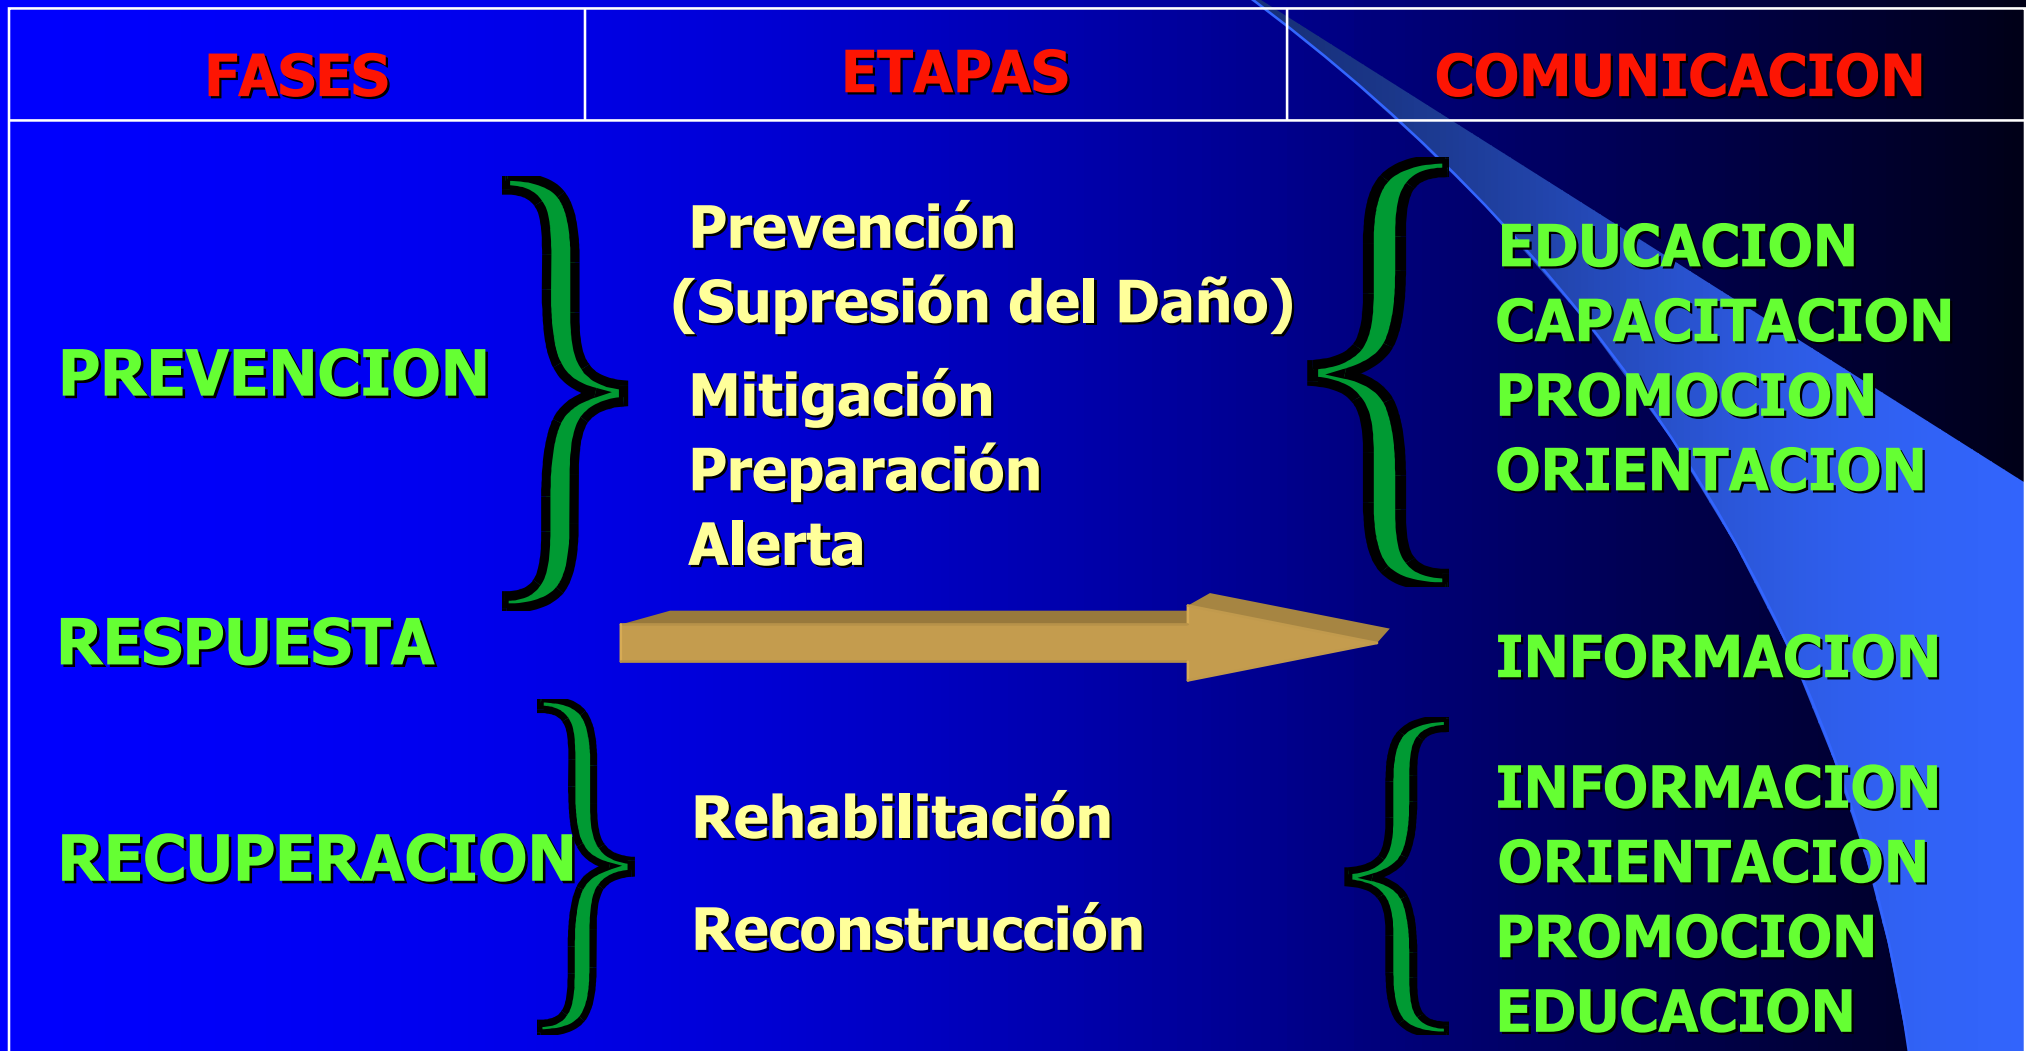 FASES
ETAPAS
COMUNICACION
PREVENCION
Prevención
(Supresión del Daño)
Mitigación
Preparación
Alerta
EDUCACION
CAPACITACION
PROMOCION
ORIENTACION
RESPUESTA
INFORMACION
RECUPERACION
Rehabilitación
Reconstrucción
INFORMACION
ORIENTACION
PROMOCION
EDUCACION